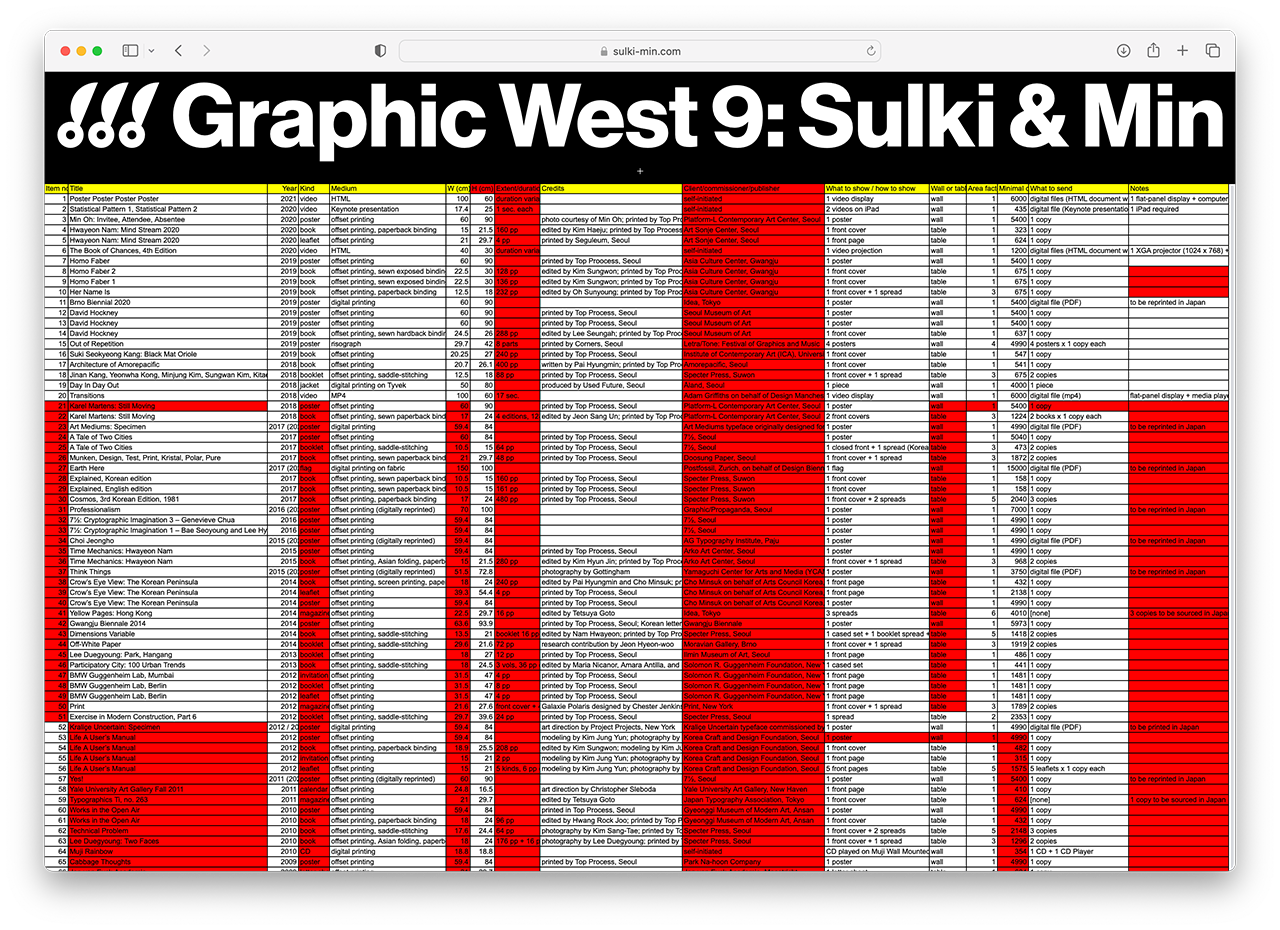 sulki-min.com
Graphic West 9: Sulki & Min
Item no Title Year Kind Medium W (cm) H (cm) Extent/duratio Credits Client/commissioner/publisher What to show / how to show Wall or tabl Area fact Minimal d What to send Notes
1 Poster Poster Poster Poster 2021 video HTML 100 60 duration varia self-initiated 1 video display wall 1 6000 digital files (HTML document w 1 flat-panel display + computer
2 Statistical Pattern 1, Statistical Pattern 2 2020 video Keynote presentation 17.4 25 1 sec. each self-initiated 2 videos on iPad wall 1 435 digital files (Keynote presentatio 1 iPad required
3 Min Oh: Invitee, Attendee, Absentee 2020 poster offset printing 60 90 photo courtesy of Min Oh; printed by Top Pro Platform-L Contemporary Art Center, Seoul 1 poster wall 1 5400 1 copy
4 Hwayeon Nam: Mind Stream 2020 2020 book offset printing, paperback binding 15 21.5 160 pp edited by Kim Haeju; printed by Top Process Art Sonje Center, Seoul 1 front cover table 1 323 1 copy
5 Hwayeon Nam: Mind Stream 2020 2020 leaflet offset printing 21 29.7 4 pp printed by Seguleum, Seoul Art Sonje Center, Seoul 1 front page table 1 624 1 copy
6 The Book of Chances, 4th Edition 2020 video HTML 40 30 duration varia self-initiated 1 video projection wall 1 1200 digital files (HTML document w 1 XGA projector (1024 x 768) +
7 Homo Faber 2019 poster offset printing 60 90 printed by Top Proccess, Seoul Asia Culture Center, Gwangju 1 poster wall 1 5400 1 copy
8 Homo Faber 2 2019 book offset printing, sewn exposed bindin 22.5 30 128 pp edited by Kim Sungwon; printed by Top Proc Asia Culture Center, Gwangju 1 front cover table 1 675 1 copy
9 Homo Faber 1 2019 book offset printing, sewn exposed bindin 22.5 30 136 pp edited by Kim Sungwon; printed by Top Proc Asia Culture Center, Gwangju 1 front cover table 1 675 1 copy
10 Her Name Is 2019 book offset printing, paperback binding 12.5 18 232 pp edited by Oh Sunyoung; printed by Top Proc Asia Culture Center, Gwangju 1 front cover + 1 spread table 3 675 1 copy
11 Brno Biennial 2020 2019 poster digital printing 60 90 Idea, Tokyo 1 poster wall 1 5400 digital file (PDF) to be reprinted in Japan
12 David Hockney 2019 poster offset printing 60 90 printed by Top Process, Seoul Seoul Museum of Art 1 poster wall 1 5400 1 copy
13 David Hockney 2019 poster offset printing 60 90 printed by Top Process, Seoul Seoul Museum of Art 1 poster wall 1 5400 1 copy
14 David Hockney 2019 book offset printing, sewn hardback bindin 24.5 26 288 pp edited by Lee Seungah; printed by Top Proc Seoul Museum of Art 1 front cover table 1 637 1 copy
15 Out of Repetition 2019 poster risograph 29.7 42 8 parts printed by Corners, Seoul LetraTone: Festival of Graphics and Music 4 posters wall 4 4990 4 posters x 1 copy each
16 Suki Seokyeong Kang: Black Mat Oriole 2019 book offset printing 20.25 27 240 pp printed by Top Process, Seoul Institute of Contemporary Art (ICA), Universi 1 front cover table 1 547 1 copy
17 Architecture of Amorepacific 2018 book offset printing 20.7 26.1 400 pp written by Pai Hyungmin; printed by Top Proc Amorepacific, Seoul 1 front cover table 1 541 1 copy
18 Jinan Kang, Yeonwha Kong, Minjung Kim, Sungwan Kim, Kitae 2018 booklet offset printing, saddle-stitching 12.5 18 printed by Top Process, Seoul Specter Press, Suwon 1 front cover + 1 spread table 3 675 2 copies
19 Day In Day Out 2018 jacket digital printing on Tyvek 50 80 produced by Used Future, Seoul Åland, Seoul 1 piece wall 1 4000 1 piece
20 Transitions 2018 video MP4 100 60 17 sec. Adam Griffiths on behalf of Design Manches 1 video display wall 1 6000 digital file (mp4) flat-panel display + media playe
21 Karel Martens: Still Moving 2018 poster offset printing 60 90 printed by Top Process, Seoul Platform-L Contemporary Art Center, Seoul 1 poster wall 1 5400 1 copy
22 Karel Martens: Still Moving 2018 book offset printing, sewn paperback bind 17 24 4 editions, 12 edited by Jeon Sang Un; printed by Top Proc Platform-L Contemporary Art Center, Seoul 2 front covers table 3 1224 2 books x 1 copy each
23 Art Mediums: Specimen 2017 (20 poster offset printing 59.4 84 Art Mediums typeface originally designed for 1 poster wall 1 4990 digital file (PDF) to be reprinted in Japan
24 A Tale of Two Cities 2017 poster offset printing 60 84 printed by Top Process, Seoul 7½, Seoul 1 poster wall 1 5040 1 copy
25 A Tale of Two Cities 2017 booklet offset printing, saddle-stitching 10.5 15 64 pp printed by Top Process, Seoul 7½, Seoul 1 closed front + 1 spread (Korea table 3 473 2 copies
26 Munken, Design, Test, Print, Kristal, Polar, Pure 2017 book offset printing, sewn paperback bind 21 29.7 48 pp printed by Top Process, Seoul Doosung Paper, Seoul 1 front cover + 1 spread table 3 1872 2 copies
27 Earth Here 2017 (20 flag digital printing on fabric 150 100 Postfossil, Zurich, on behalf of Design Bienn 1 flag wall 1 15000 digital file (PDF) to be reprinted in Japan
28 Explained, Korean edition 2017 book offset printing, sewn paperback bind 10.5 15 160 pp printed by Top Process, Seoul Specter Press, Suwon 1 front cover table 1 158 1 copy
29 Explained, English edition 2017 book offset printing, sewn paperback bind 10.5 15 161 pp printed by Top Process, Seoul Specter Press, Suwon 1 front cover table 1 158 1 copy
30 Cosmos, 3rd Korean Edition, 1981 2017 book offset printing, paperback binding 17 24 480 pp printed by Top Process, Seoul Specter Press, Suwon 1 front cover + 2 spreads table 5 2040 3 copies
31 Professionalism 2016 (20 poster offset printing (digitally reprinted) 70 100 Graphic/Propaganda, Seoul 1 poster wall 1 7000 1 copy to be reprinted in Japan
32 7½: Cryptographic Imagination 3 – Genevieve Chua 2016 poster offset printing 59.4 84 7½, Seoul 1 poster wall 1 4990 1 copy
33 7½: Cryptographic Imagination 1 – Bae Seoyoung and Lee Hy 2016 poster offset printing 59.4 84 7½, Seoul 1 poster wall 1 4990 1 copy
34 Choi Jeongho 2015 (20 poster offset printing (digitally reprinted) 59.4 84 AG Typography Institute, Paju 1 poster wall 1 4990 digital file (PDF) to be reprinted in Japan
35 Time Mechanics: Hwayeon Nam 2015 poster offset printing 59.4 84 printed by Top Process, Seoul Arko Art Center, Seoul 1 poster wall 1 4990 1 copy
36 Time Mechanics: Hwayeon Nam 2015 book offset printing, Asian folding, paperb 15 21.5 280 pp edited by Kim Hyun Jin; printed by Top Proc Arko Art Center, Seoul 1 front cover + 1 spread table 3 968 2 copies
37 Think Things 2015 (20 poster offset printing 51.5 72.8 photography by Gottingham Yamaguchi Center for Arts and Media (YCAM 1 poster wall 1 3750 digital file (PDF) to be reprinted in Japan
38 Crow's Eye View: The Korean Peninsula 2014 book offset printing, screen printing, pape 18 24 240 pp edited by Pai Hyungmin and Cho Minsuk; pr Cho Minsuk on behalf of Arts Council Korea, 1 front page table 1 432 1 copy
39 Crow's Eye View: The Korean Peninsula 2014 leaflet offset printing 39.3 54.4 4 pp printed by Top Process, Seoul Cho Minsuk on behalf of Arts Council Korea, 1 front page table 1 2138 1 copy
40 Crow's Eye View: The Korean Peninsula 2014 poster offset printing 59.4 84 printed by Top Process, Seoul Cho Minsuk on behalf of Arts Council Korea, 1 poster wall 1 4990 1 copy
41 Yellow Pages: Hong Kong 2014 magazine offset printing 22.5 29.7 16 pp edited by Tetsuya Goto Idea, Tokyo 3 spreads table 6 4010 [none] 3 copies to be sourced in Japa
42 Gwangju Biennale 2014 2014 poster offset printing 63.6 93.9 printed by Top Process, Seoul; Korean letter Gwangju Biennale 1 poster wall 1 5973 1 copy
43 Dimensions Variable 2014 book offset printing, saddle-stitching 13.5 21 booklet 16 pp edited by Nam Hwayeon; printed by Top Pro Specter Press, Seoul 1 cased set + 1 booklet spread + table 5 1418 2 copies
44 Off-White Paper 2014 booklet offset printing, saddle-stitching 29.6 21.6 72 pp research contribution by Jeon Hyeon-woo Moravian Gallery, Brno 1 front cover + 1 spread table 3 1919 2 copies
45 Lee Duegyoung: Park, Hangang 2013 book offset printing, saddle-stitching 18 27 12 pp printed by Top Process, Seoul Ilmin Museum of Art, Seoul 1 front page table 1 486 1 copy
46 Participatory City: 100 Urban Trends 2013 book offset printing, saddle-stitching 18 24.5 3 vols, 36 pp edited by Maria Nicanor, Amara Antilla, and Solomon R. Guggenheim Foundation, New Y 1 cased set table 1 441 1 copy
47 BMW Guggenheim Lab, Mumbai 2012 invitation offset printing 31.5 47 4 pp printed by Top Process, Seoul Solomon R. Guggenheim Foundation, New Y 1 front page table 1 1481 1 copy
48 BMW Guggenheim Lab, Berlin 2012 booklet offset printing 31.5 47 8 pp printed by Top Process, Seoul Solomon R. Guggenheim Foundation, New Y 1 front page table 1 1481 1 copy
49 BMW Guggenheim Lab, Berlin 2012 leaflet offset printing 31.5 47 4 pp printed by Top Process, Seoul Solomon R. Guggenheim Foundation, New Y 1 front page table 1 1481 1 copy
50 Print 2012 magazine offset printing 21.6 27.6 front cover + Galaxie Polaris designed by Chester Jenkins Print, New York 1 front cover + 1 spread table 3 1789 2 copies
51 Exercise in Modern Construction, Part 6 2012 booklet offset printing, saddle-stitching 29.7 39.6 24 pp printed by Top Process, Seoul Specter Press, Seoul 1 spread table 2 2353 1 copy
52 Kralice Uncertain: Specimen 2012 / 20 poster digital printing 59.4 84 art direction by Project Projects, New York Kralice Uncertain typeface commissioned by 1 poster wall 1 4990 digital file (PDF) to be printed in Japan
53 Life A User's Manual 2012 poster offset printing 59.4 84 modeling by Kim Jung Yun; photography by Korea Craft and Design Foundation, Seoul 1 poster wall 1 4990 1 copy
54 Life A User's Manual 2012 book offset printing, paperback binding 18.9 25.5 208 pp edited by Kim Sungwon; modeling by Kim Ju Korea Craft and Design Foundation, Seoul 1 front cover table 1 482 1 copy
55 Life A User's Manual 2012 invitation offset printing 15 21 2 pp modeling by Kim Jung Yun; photography by Korea Craft and Design Foundation, Seoul 1 front page table 1 315 1 copy
56 Life A User's Manual 2012 leaflet offset printing 15 21 5 kinds, 8 pp modeling by Kim Jung Yun; photography by Korea Craft and Design Foundation, Seoul 5 front pages table 5 1575 5 leaflets x 1 copy each
57 Yes! 2011 (20 poster offset printing (digitally reprinted) 60 90 7½, Seoul 1 poster wall 1 5400 1 copy to be reprinted in Japan
58 Yale University Art Gallery Fall 2011 2011 calendar offset printing 24.8 16.5 art direction by Christopher Sleboda Yale University Art Gallery, New Haven 1 front page table 1 410 1 copy
59 Typographics Ti, no. 263 2011 magazine offset printing 21 29.7 edited by Tetsuya Goto Japan Typography Association, Tokyo 1 front cover table 1 624 [none] 1 copy to be sourced in Japan
60 Works in the Open Air 2010 poster offset printing 59.4 84 printed in Top Process, Seoul Gyeonggi Museum of Modern Art, Ansan 1 poster wall 1 4990 1 copy
61 Works in the Open Air 2010 book offset printing, paperback binding 18 24 96 pp edited by Hwang Rock Joo; printed by Top P Gyeonggi Museum of Modern Art, Ansan 1 front cover table 1 432 1 copy
62 Technical Problem 2010 book offset printing, saddle-stitching 17.6 24.4 64 pp photography by Kim Sang-Tae; printed by To Specter Press, Seoul 1 front cover + 2 spreads table 5 2148 3 copies
63 Lee Duegyoung: Two Faces 2010 book offset printing, Asian folding, paperb 18 24 176 pp + 16 p photography by Lee Duegyoung; printed by Specter Press, Seoul 1 front cover + 1 spread table 3 1296 2 copies
64 Muji Rainbow 2010 CD digital printing 18.8 18.8 self-initiated CD played on Muji Wall Mounted wall 1 354 1 CD + 1 CD Player
65 Cabbage Thoughts 2009 poster offset printing 59.4 84 printed by Top Process, Seoul Park Na-hoon Company 1 poster wall 1 4990 1 copy